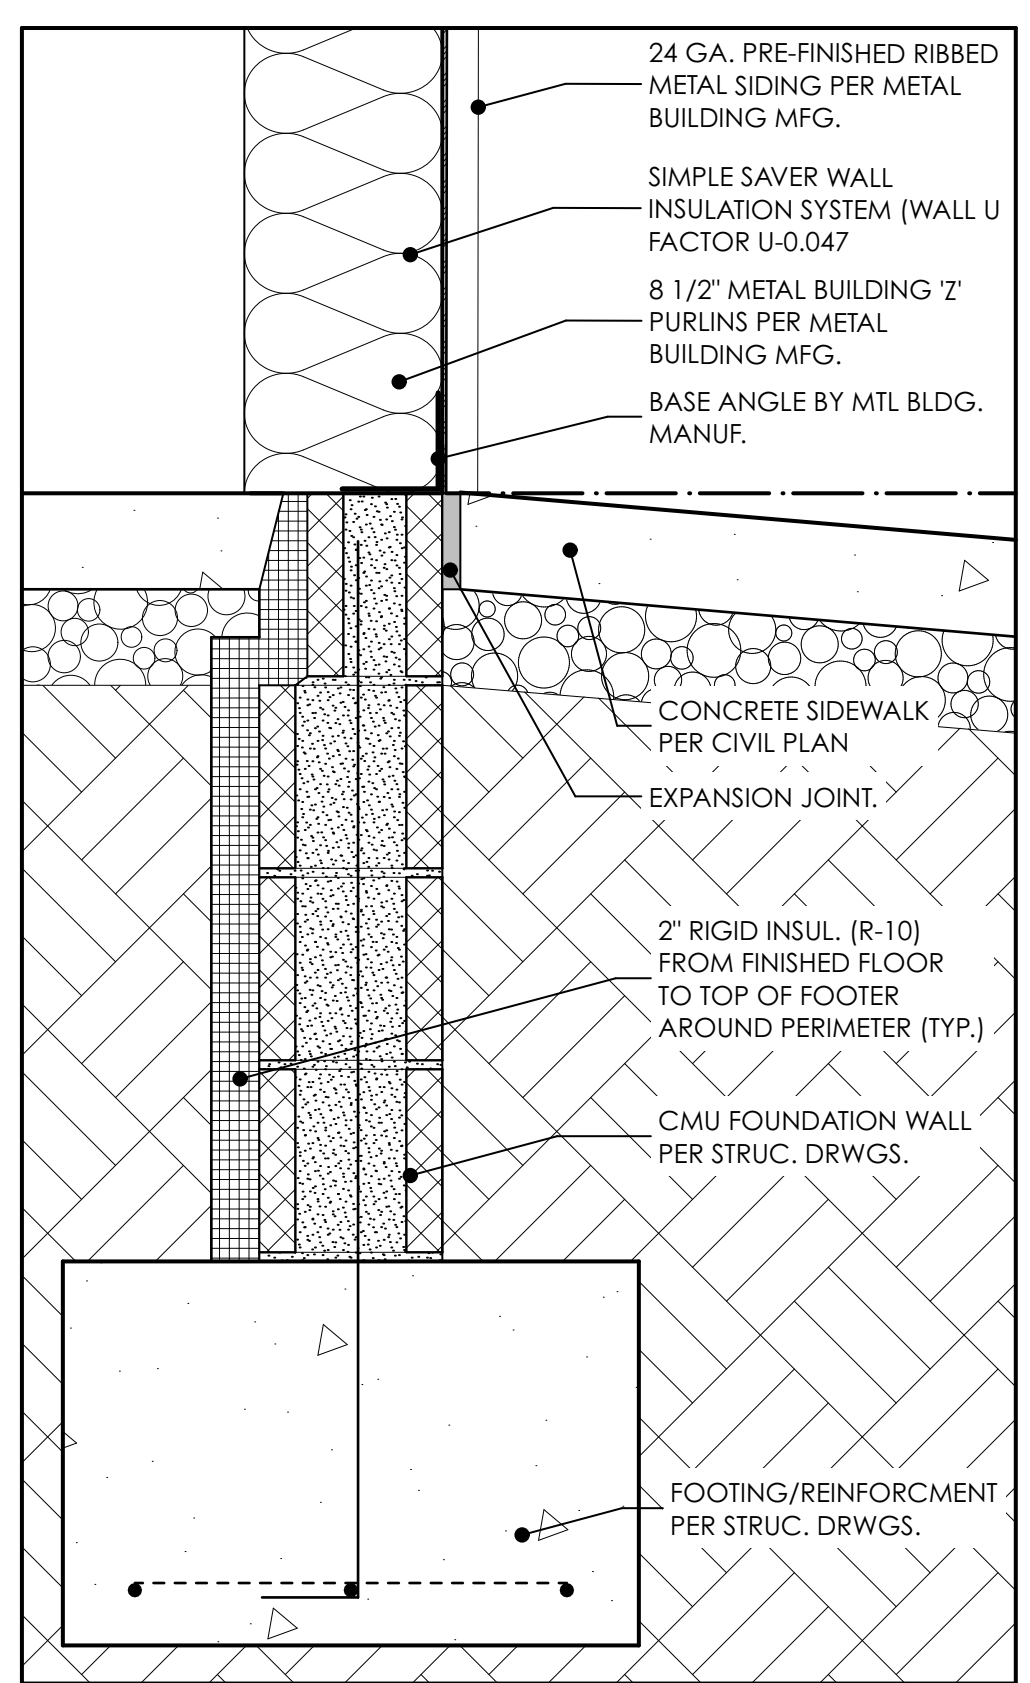 24 GA. PRE-FINISHED RIBBED
METAL SIDING PER METAL
BUILDING MFG.
SIMPLE SAVER WALL
INSULATION SYSTEM (WALL U
FACTOR U-0.047
8 1/2" METAL BUILDING 'Z'
PURLINS PER METAL
BUILDING MFG.
BASE ANGLE BY MTL BLDG.
MANUF.
CONCRETE SIDEWALK
PER CIVIL PLAN
EXPANSION JOINT.
2" RIGID INSUL. (R-10)
FROM FINISHED FLOOR
TO TOP OF FOOTER
AROUND PERIMETER (TYP.)
CMU FOUNDATION WALL
PER STRUC. DRWGS.
FOOTING/REINFORCMENT
PER STRUC. DRWGS.